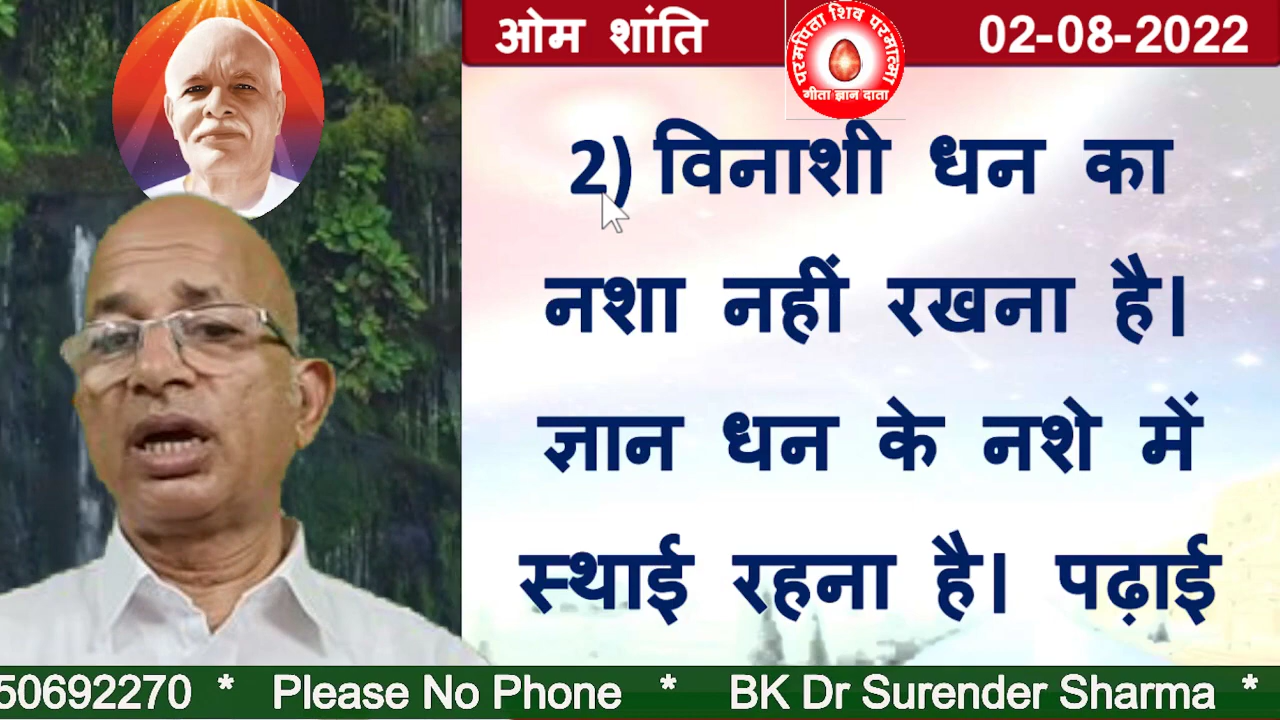 ओम शांति
परमपिता शिव परमात्मा
गीता ज्ञान दाता
02-08-2022
2) विनाशी धन का
नशा नहीं रखना है।
ज्ञान धन के नशे में
स्थाई रहना है। पढ़ाई
50692270 * Please No Phone * BK Dr Surender Sharma *